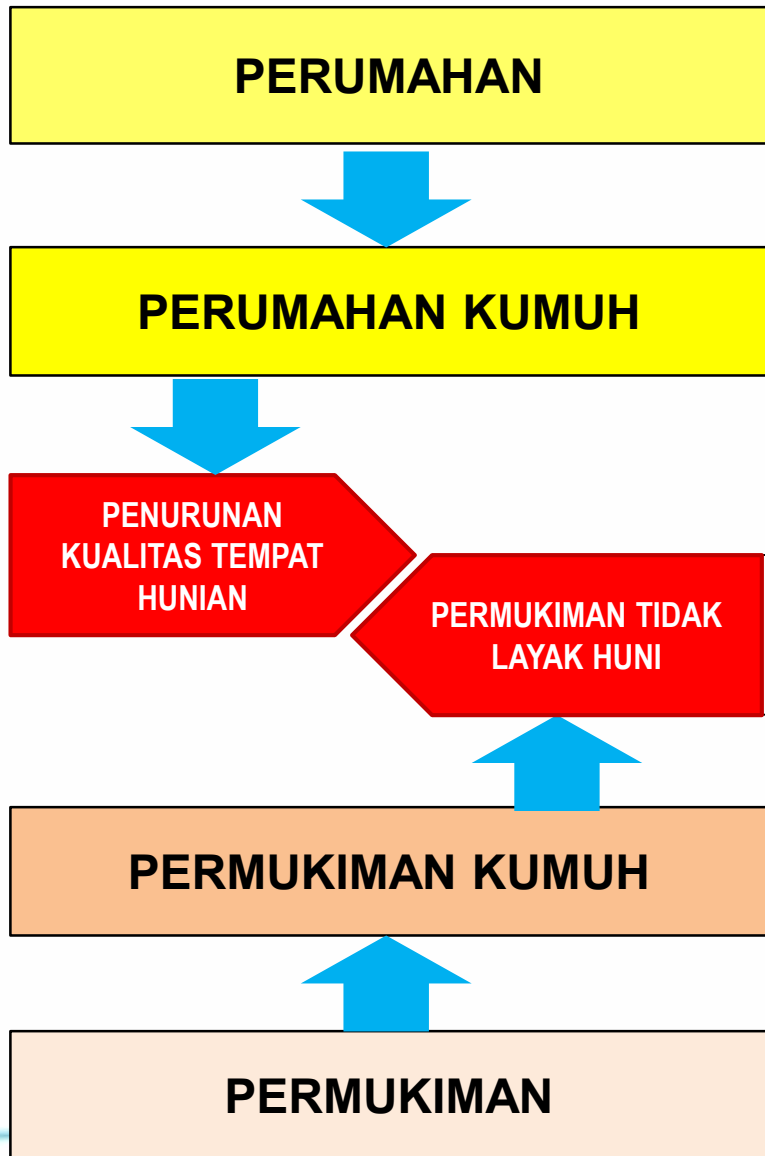 PERUMAHAN
PERUMAHAN KUMUH
PENURUNAN
KUALITAS TEMPAT
HUNIAN
PERMUKIMAN TIDAK
LAYAK HUNI
PERMUKIMAN KUMUH
PERMUKIMAN